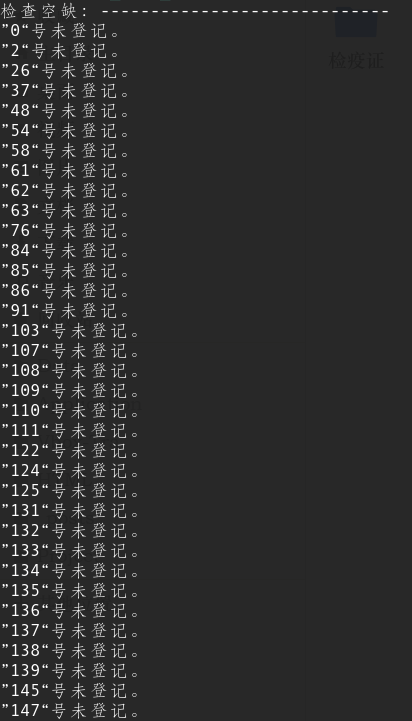 检查空缺: -----------------------------
”0“号未登记。
”2“号未登记。
”26“号未登记。
”37“号未登记。
”48“号未登记。
”54“号未登记。
”58“号未登记。
”61“号未登记。
”62“号未登记。
”63“号未登记。
”76“号未登记。
”84“号未登记。
”85“号未登记。
”86“号未登记。
”91“号未登记。
”103“号未登记。
”107“号未登记。
”108“号未登记。
”109“号未登记。
”110“号未登记。
”111“号未登记。
”122“号未登记。
”124“号未登记。
”125“号未登记。
”131“号未登记。
”132“号未登记。
”133“号未登记。
”134“号未登记。
”135“号未登记。
”136“号未登记。
”137“号未登记。
”138“号未登记。
”139“号未登记。
”145“号未登记。
”147“号未登记。
检疫证